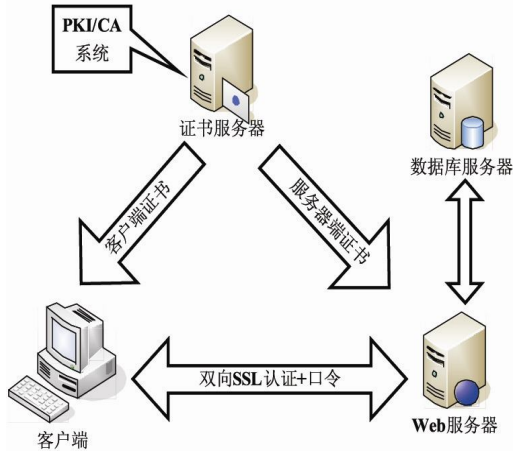 PKI/CA
系统
证书服务器
数据库服务器
客户端证书
服务器端证书
双向SSL认证+口令
客户端
Web服务器